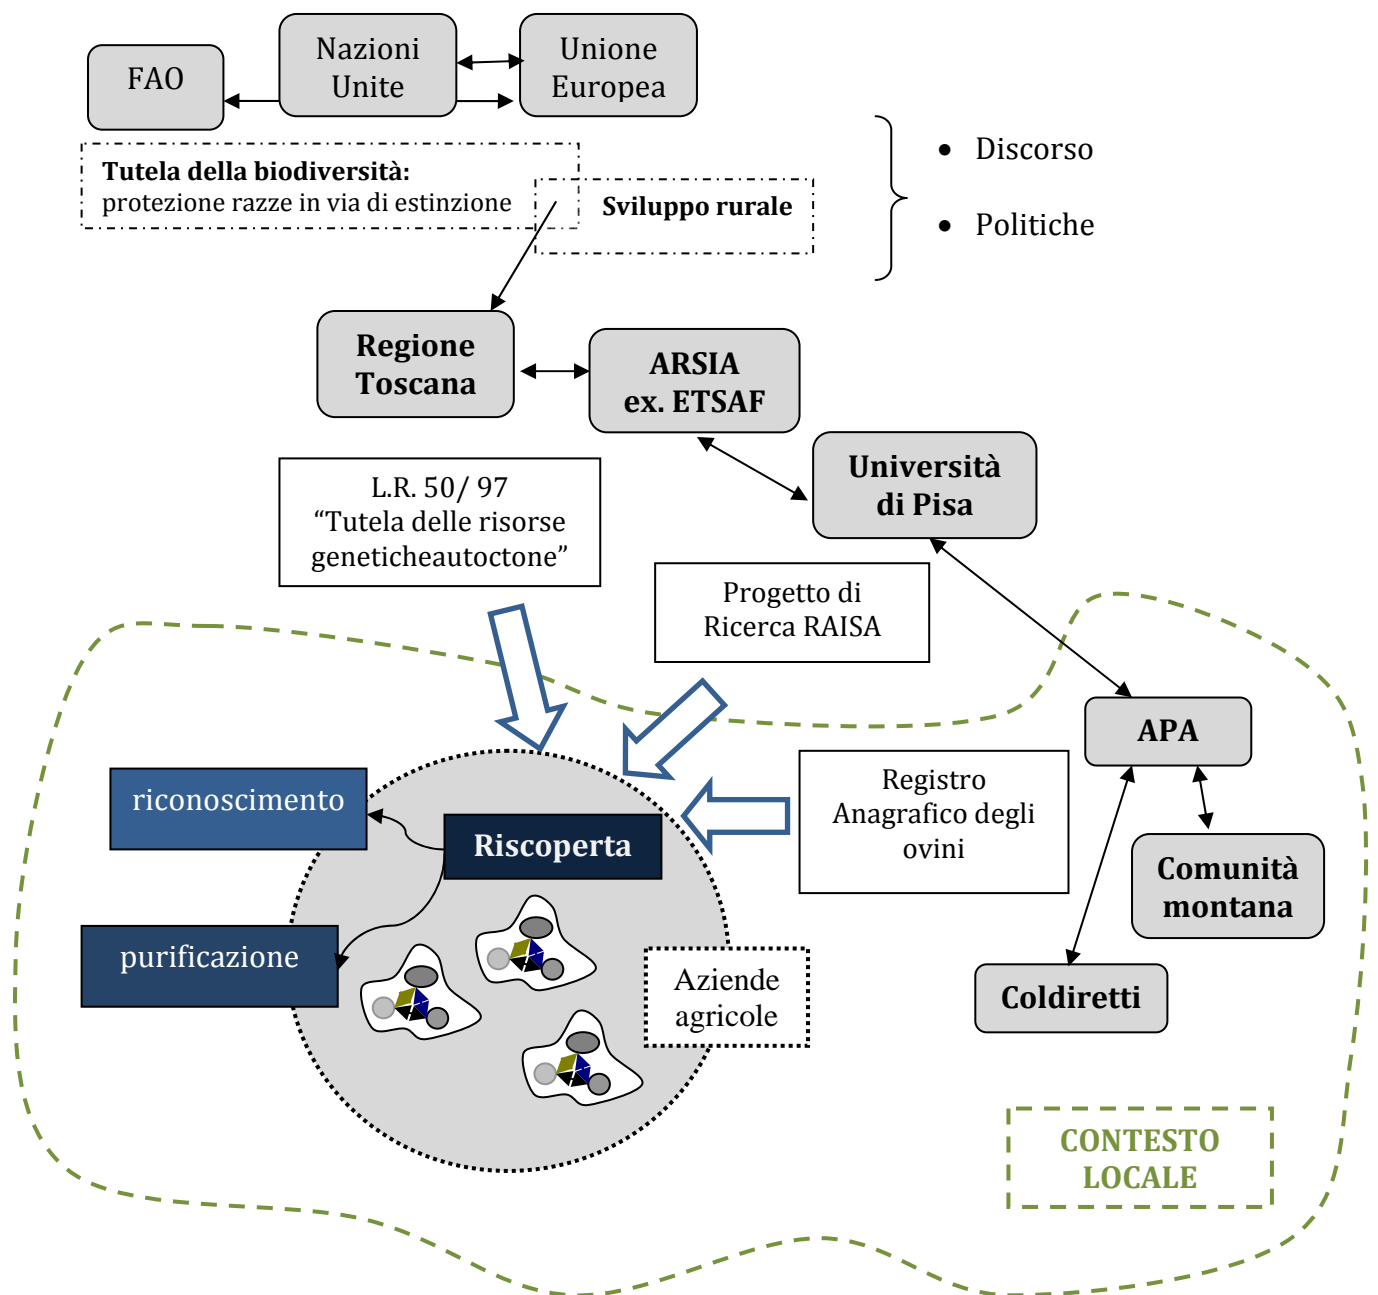 FAO
Nazioni
Unite
Unione
Europea
Tutela della biodiversità:
protezione razze in via di estinzione
Sviluppo rurale
• Discorso
• Politiche
Regione
Toscana
ARSIA
ex. ETSAF
Università
di Pisa
L.R. 50/ 97
“Tutela delle risorse
geneticheautoctone”
Progetto di
Ricerca RAISA
APA
Registro
Anagrafico degli
ovini
riconoscimento
Riscoperta
Comunità
montana
purificazione
Aziende
agricole
Coldiretti
CONTESTO
LOCALE